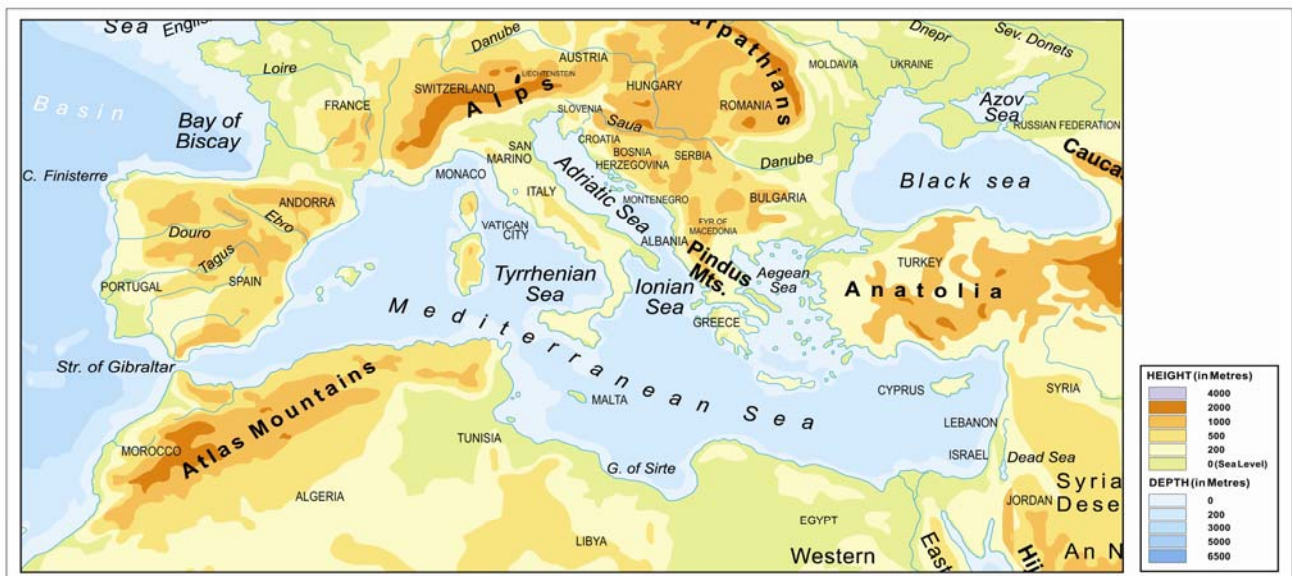 Sea
English
Basin
Bay of
Biscay
C. Finisterre
Loire
FRANCE
Danube
SWITZERLAND
LIECHTENSTEIN
AUSTRIA
Alps
HUNGARY
rpathians
ROMANIA
MOLDAVIA
UKRAINE
Dnepr
Sev. Donets
Azov
Sea
RUSSIAN FEDERATION
Caucas
Black sea
SLOVENIA
Saua
CROATIA
BOSNIA
HERZEGOVINA
SERBIA
Danube
MONTENEGRO
BULGARIA
FYR.OF
MACEDONIA
ALBANIA
Pindus
Mts.
SAN
MARINO
MONACO
ITALY
Adriatic Sea
VATICAN
CITY
Tyrrhenian
Sea
Ionian
Sea
Aegean
Sea
GREECE
TURKEY
Anatolia
ANDORRA
Ebro
Douro
Tagus
SPAIN
PORTUGAL
Str. of Gibraltar
Mediterranean Sea
MALTA
CYPRUS
SYRIA
LEBANON
ISRAEL
Dead Sea
JORDAN
Syria
Dese
Atlas Mountains
MOROCCO
ALGERIA
TUNISIA
G. of Sirte
LIBYA
EGYPT
Western
East
Hij
An N
HEIGHT (in Metres)
4000
2000
1000
500
200
0 (Sea Level)
DEPTH (in Metres)
0
200
3000
5000
6500